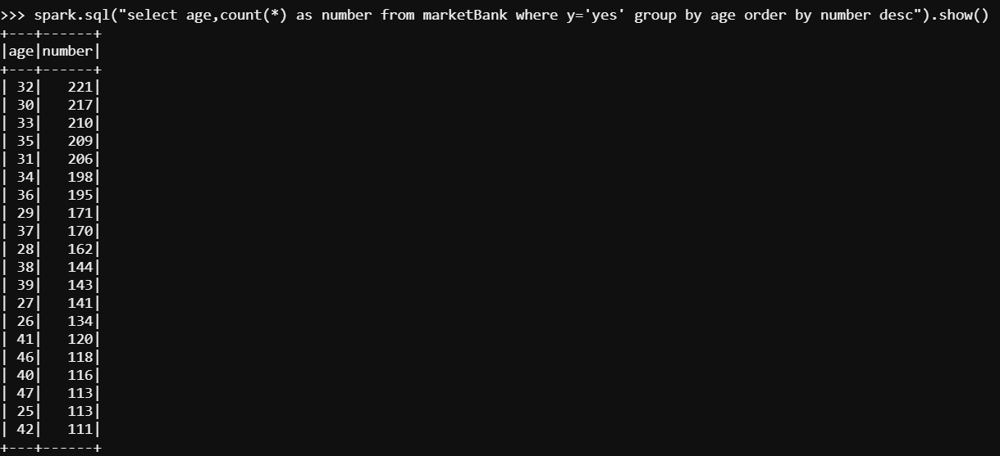 >>> spark.sql("select age,count(*) as number from marketBank where y='yes' group by age order by number desc").show()
+---+------+
|age|number|
+---+------+
| 32|   221|
| 30|   217|
| 33|   210|
| 35|   209|
| 31|   206|
| 34|   198|
| 36|   195|
| 29|   171|
| 37|   170|
| 28|   162|
| 38|   144|
| 39|   143|
| 27|   141|
| 26|   134|
| 41|   120|
| 46|   118|
| 40|   116|
| 47|   113|
| 25|   113|
| 42|   111|
+---+------+